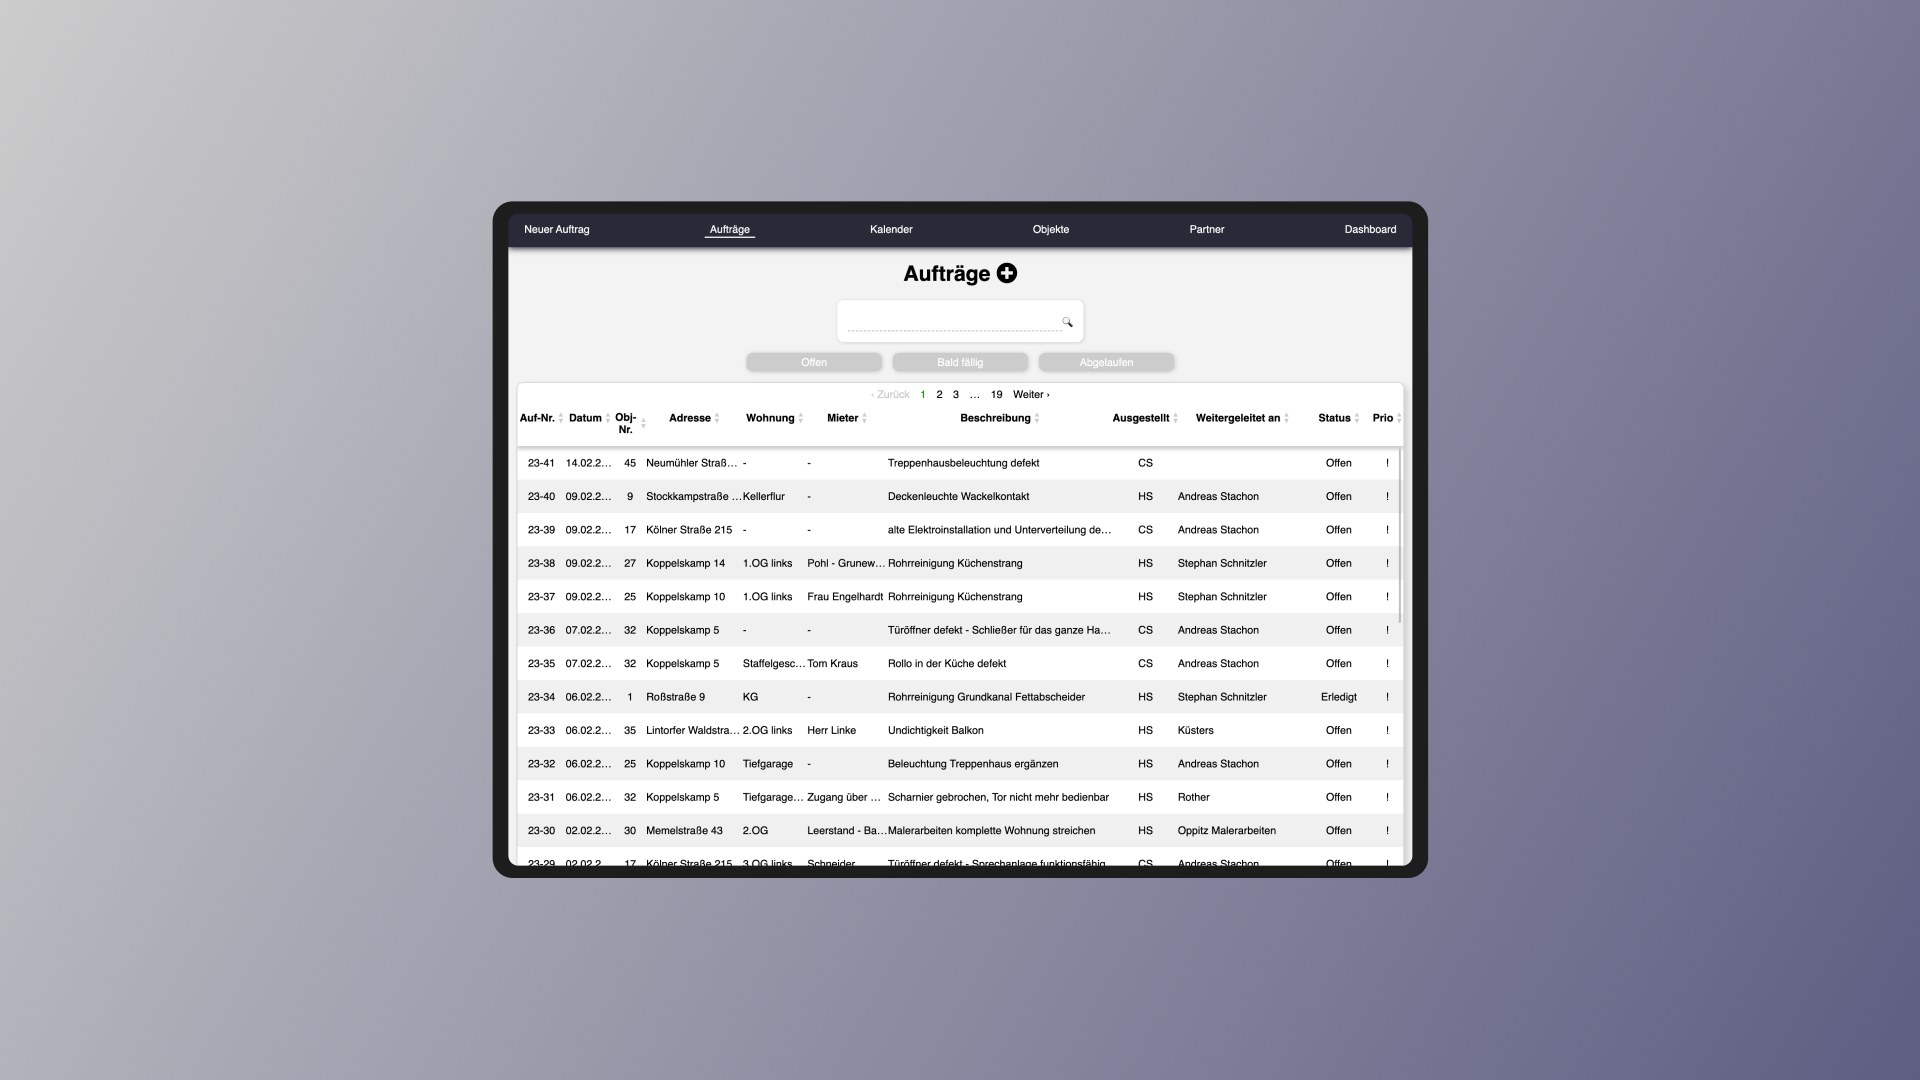 Neuer Auftrag Aufträge Kalender Objekte Partner Dashboard
Aufträge
Offen Bald fällig Abgelaufen
‹ Zurück 1 2 3 … 19 Weiter ›
Auf-Nr. Datum Obj-Nr. Adresse Wohnung Mieter Beschreibung Ausgestellt Weitergeleitet an Status Prio
23-41 14.02.2… 45 Neumühler Straß… - - Treppenhausbeleuchtung defekt CS Offen !
23-40 09.02.2… 9 Stockkampstraße … Kellerflur - Deckenleuchte Wackelkontakt HS Andreas Stachon Offen !
23-39 09.02.2… 17 Kölner Straße 215 - - alte Elektroinstallation und Unterverteilung de… CS Andreas Stachon Offen !
23-38 09.02.2… 27 Koppelskamp 14 1.OG links Pohl - Grunew… Rohrreinigung Küchenstrang HS Stephan Schnitzler Offen !
23-37 09.02.2… 25 Koppelskamp 10 1.OG links Frau Engelhardt Rohrreinigung Küchenstrang HS Stephan Schnitzler Offen !
23-36 07.02.2… 32 Koppelskamp 5 - - Türöffner defekt - Schließer für das ganze Ha… CS Andreas Stachon Offen !
23-35 07.02.2… 32 Koppelskamp 5 Staffelgesc… Tom Kraus Rollo in der Küche defekt CS Andreas Stachon Offen !
23-34 06.02.2… 1 Roßstraße 9 KG - Rohrreinigung Grundkanal Fettabscheider HS Stephan Schnitzler Erledigt !
23-33 06.02.2… 35 Lintorfer Waldstra… 2.OG links Herr Linke Undichtigkeit Balkon HS Küsters Offen !
23-32 06.02.2… 25 Koppelskamp 10 Tiefgarage - Beleuchtung Treppenhaus ergänzen HS Andreas Stachon Offen !
23-31 06.02.2… 32 Koppelskamp 5 Tiefgarage… Zugang über … Scharnier gebrochen, Tor nicht mehr bedienbar HS Rother Offen !
23-30 02.02.2… 30 Memelstraße 43 2.OG Leerstand - Ba… Malerarbeiten komplette Wohnung streichen HS Oppitz Malerarbeiten Offen !
23-29 02.02.2… 17 Kölner Straße 215 3.OG links Schneider Türöffner defekt - Sprechanlage funktionsfähig CS Andreas Stachon Offen !